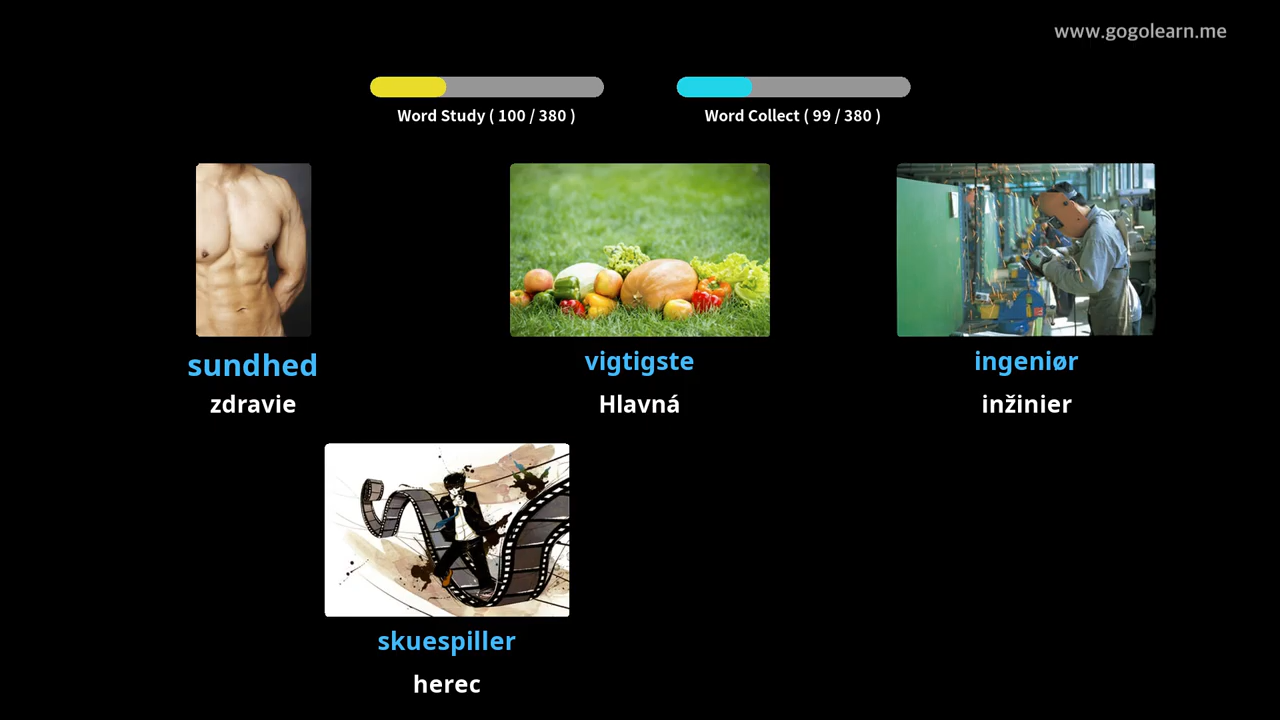 www.gogolearn.me
Word Study ( 100 / 380 )
Word Collect ( 99 / 380 )
sundhed
zdravie
vigtigste
Hlavná
ingeniør
inžinier
skuespiller
herec